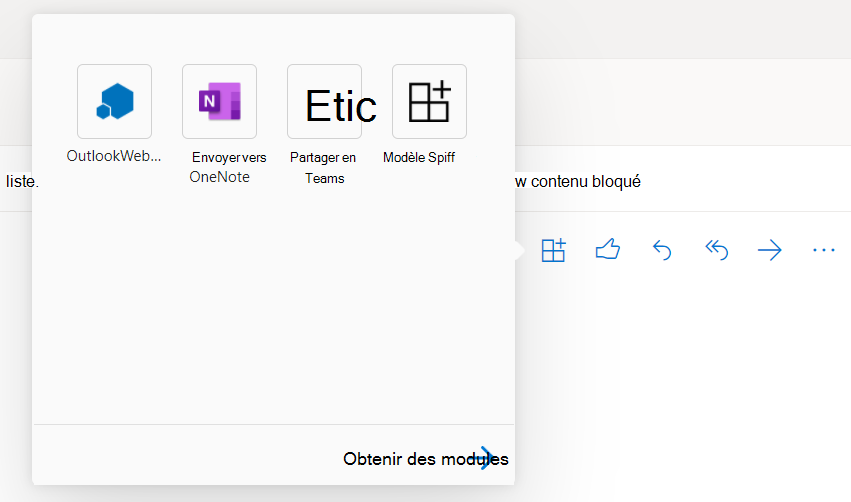 Etic
OutlookWeb...
Envoyer vers
OneNote
Partager en
Teams
Modèle Spiff
liste.
w contenu bloqué
Obtenir des modules